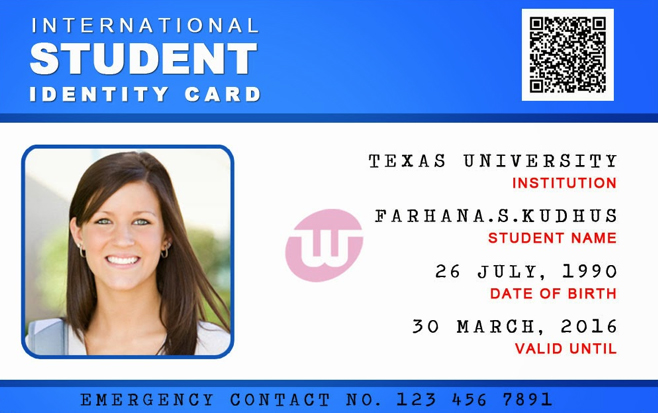 INTERNATIONAL
STUDENT
IDENTITY CARD
TEXAS UNIVERSITY
INSTITUTION
FARHANA.S.KUDHUS
STUDENT NAME
W
26 JULY, 1990
DATE OF BIRTH
30 MARCH, 2016
VALID UNTIL
EMERGENCY CONTACT NO. 123 456 7891